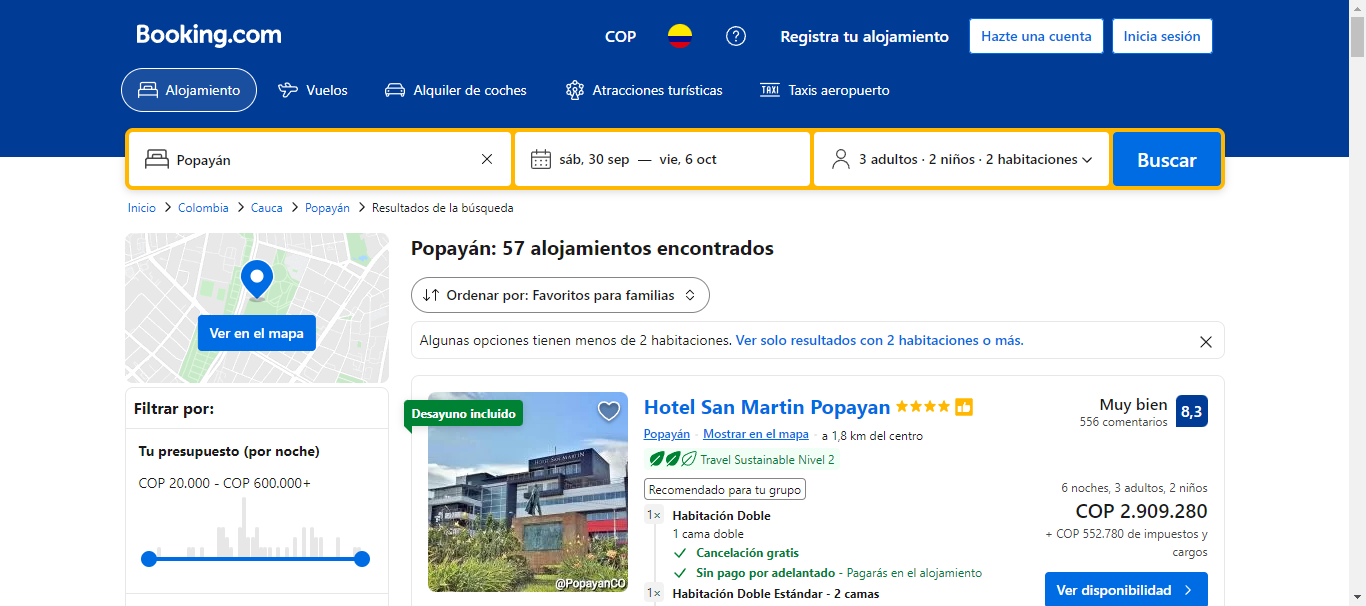 Booking.com
COP
Registra tu alojamiento
Hazte una cuenta
Inicia sesión
Alojamiento
Vuelos
Alquiler de coches
Atracciones turísticas
TAXI Taxis aeropuerto
Popayán
sáb, 30 sep — vie, 6 oct
3 adultos · 2 niños · 2 habitaciones
Buscar
Inicio > Colombia > Cauca > Popayán > Resultados de la búsqueda
Ver en el mapa
Filtrar por:
Tu presupuesto (por noche)
COP 20.000 - COP 600.000+
Popayán: 57 alojamientos encontrados
Ordenar por: Favoritos para familias
Algunas opciones tienen menos de 2 habitaciones. Ver solo resultados con 2 habitaciones o más.
Desayuno incluido
HOTEL SAN MARTIN
@PopayanCO
Hotel San Martin Popayan
Popayán · Mostrar en el mapa · a 1,8 km del centro
Travel Sustainable Nivel 2
Recomendado para tu grupo
1× Habitación Doble
1 cama doble
Cancelación gratis
Sin pago por adelantado - Pagarás en el alojamiento
1× Habitación Doble Estándar - 2 camas
Muy bien 8,3
556 comentarios
6 noches, 3 adultos, 2 niños
COP 2.909.280
+ COP 552.780 de impuestos y
cargos
Ver disponibilidad